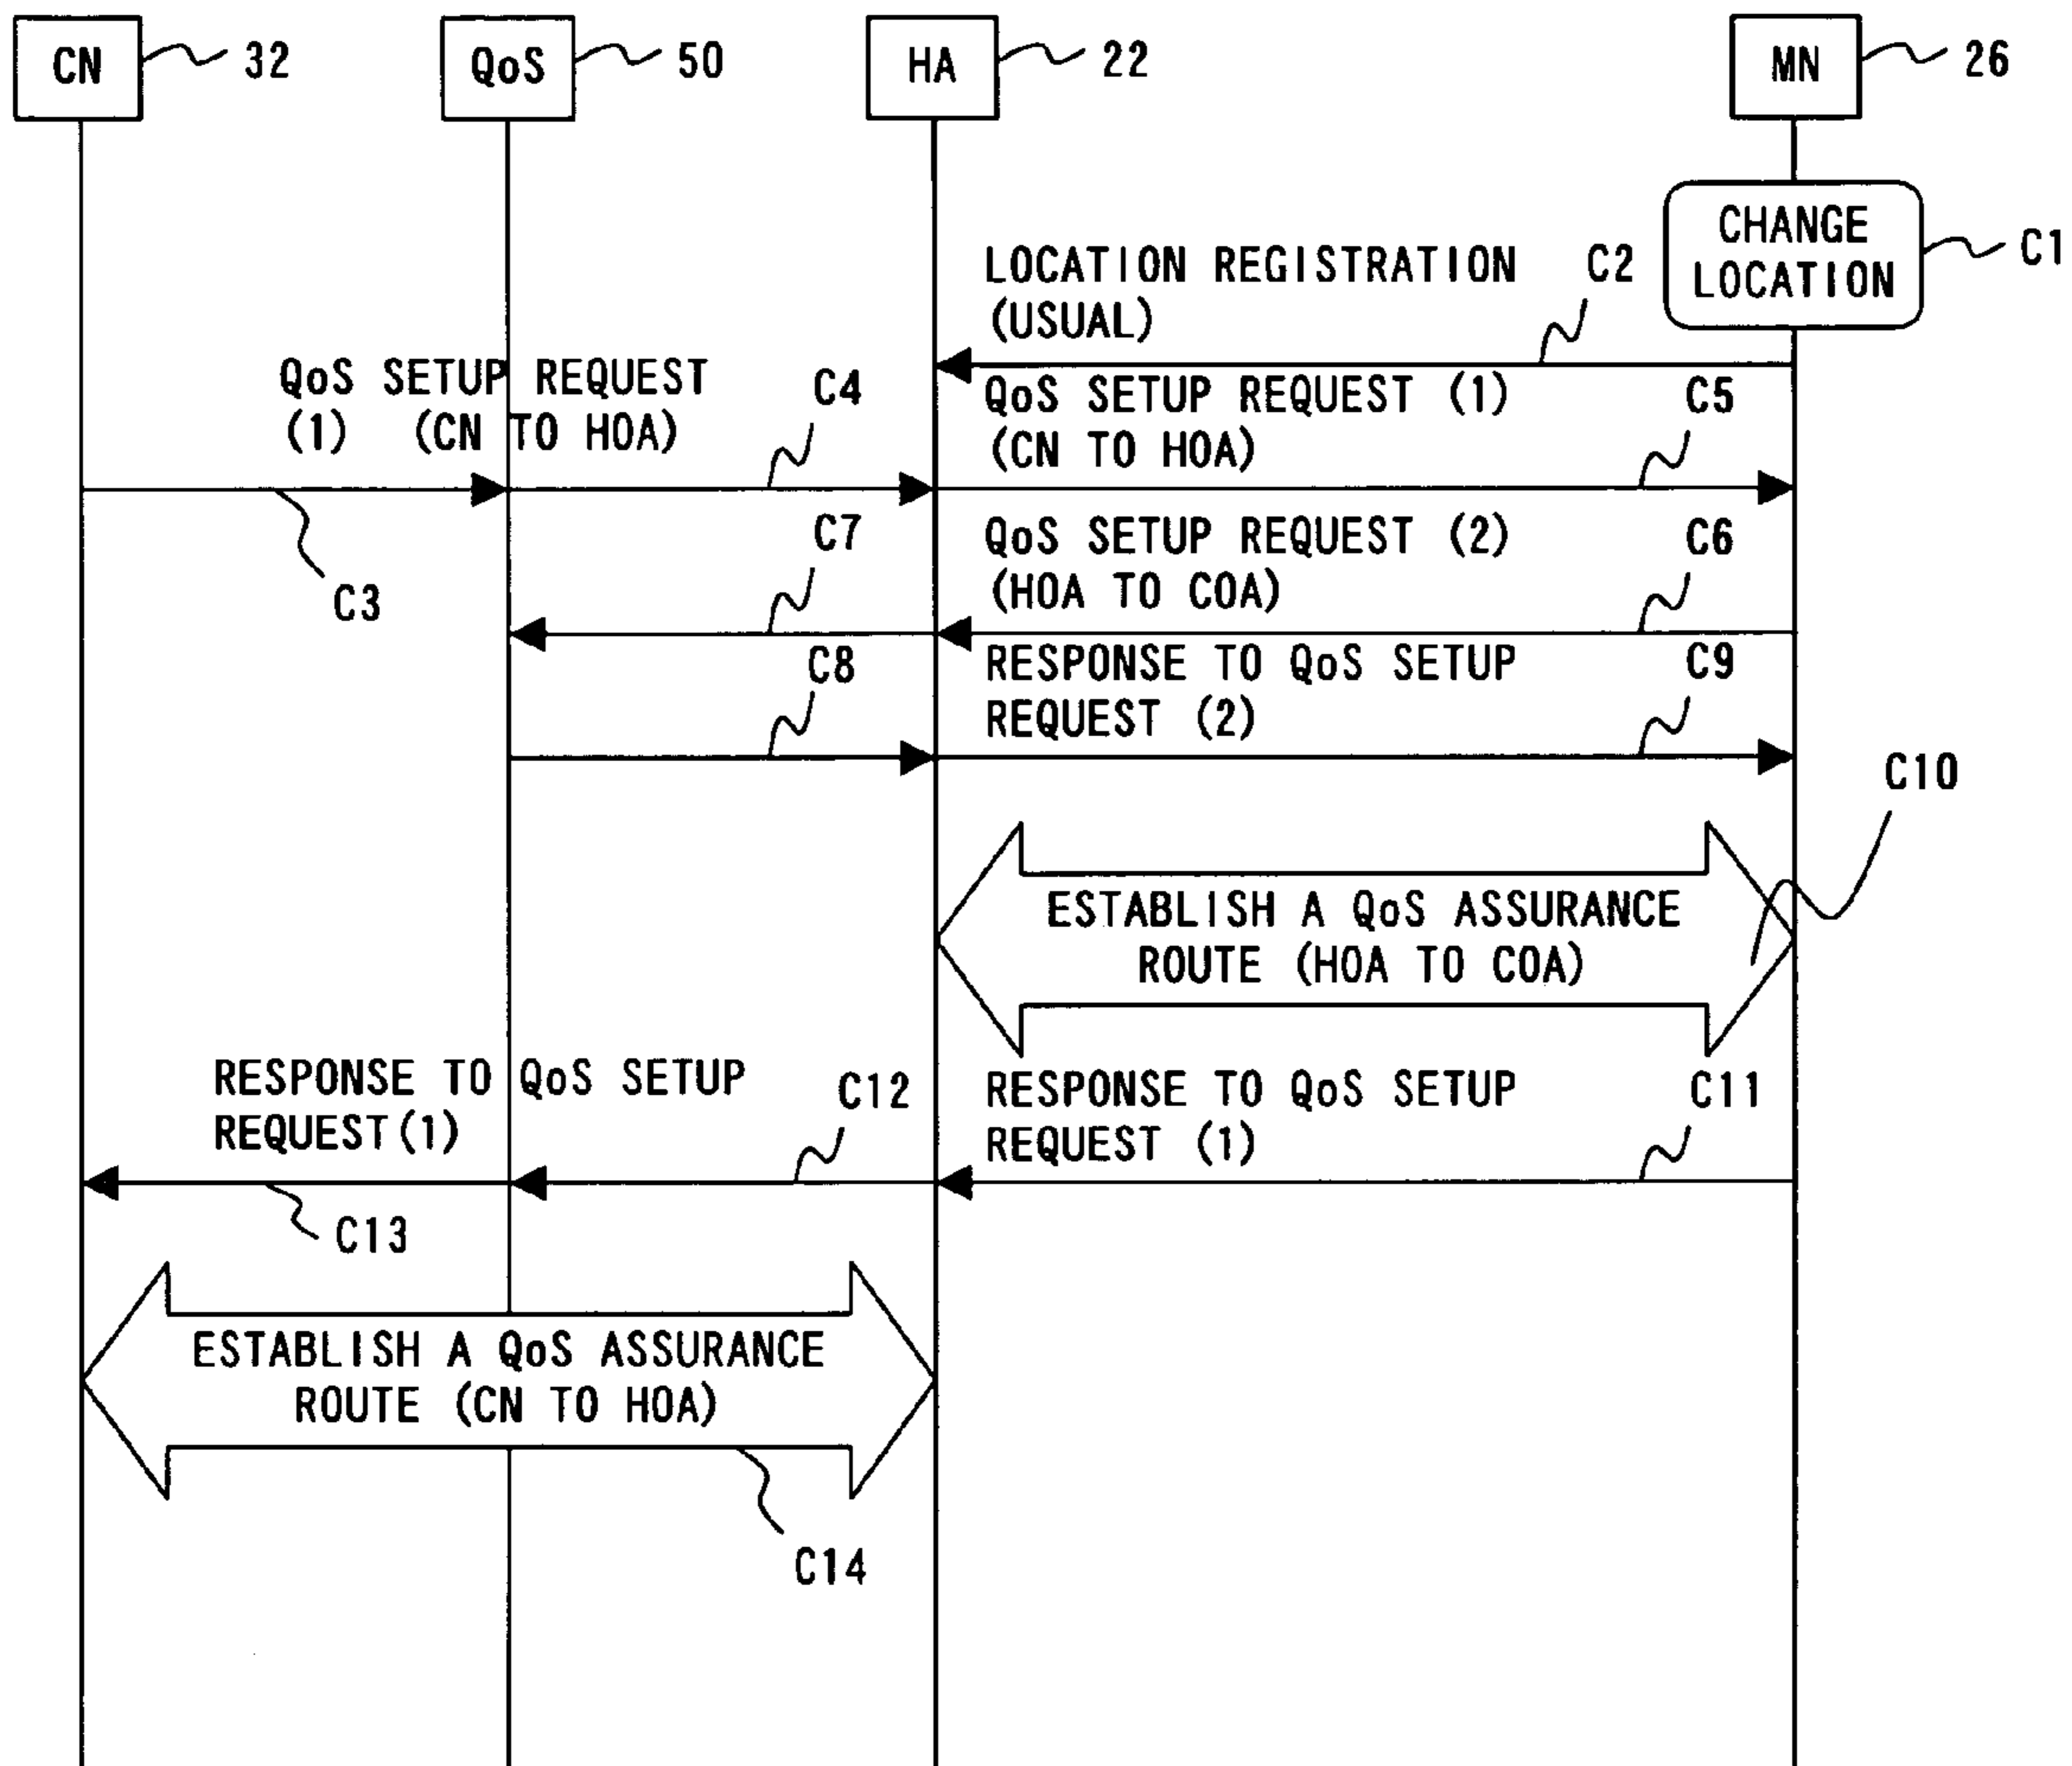 CN 32 QoS 50 HA 22 MN 26
CHANGE
LOCATION
C1
LOCATION REGISTRATION
(USUAL)
C2
QoS SETUP REQUEST
(1) (CN TO HOA)
C3
C4
QoS SETUP REQUEST (1)
(CN TO HOA)
C5
C7
QoS SETUP REQUEST (2)
(HOA TO COA)
C6
C8
RESPONSE TO QoS SETUP
REQUEST (2)
C9
C10
ESTABLISH A QoS ASSURANCE
ROUTE (HOA TO COA)
RESPONSE TO QoS SETUP
REQUEST(1)
C12
RESPONSE TO QoS SETUP
REQUEST (1)
C11
C13
ESTABLISH A QoS ASSURANCE
ROUTE (CN TO HOA)
C14